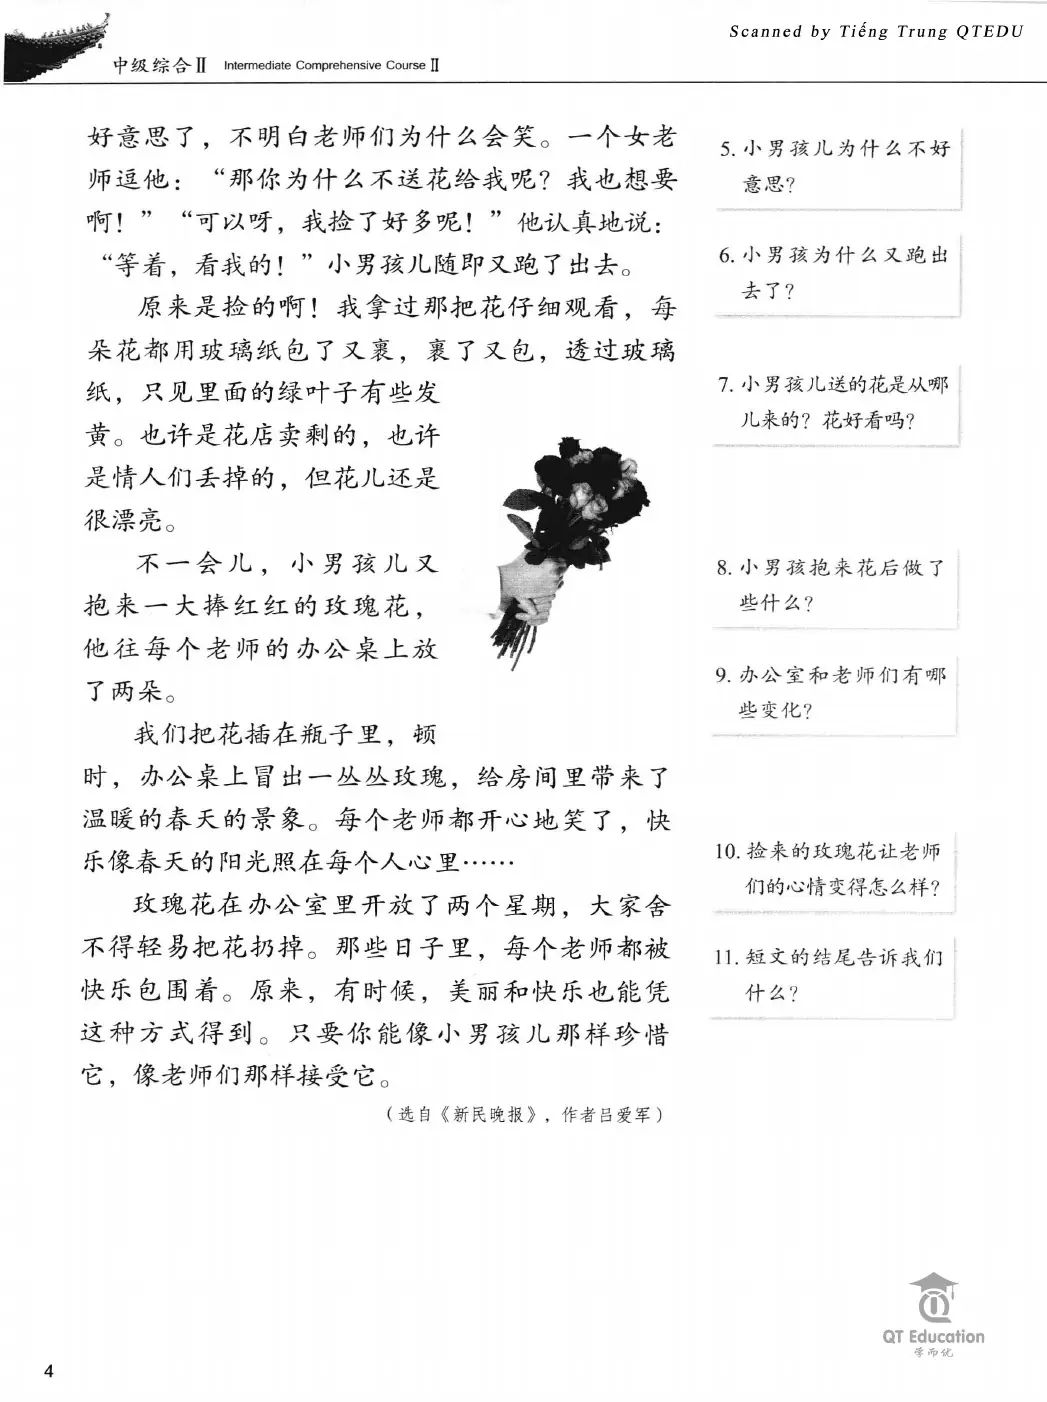 Scanned by Tiếng Trung QTEDU
中级综合Ⅱ Intermediate Comprehensive Course Ⅱ
好意思了，不明白老师们为什么会笑。一个女老
师逗他：“那你为什么不送花给我呢？我也想要
啊！”“可以呀，我捡了好多呢！”他认真地说：
“等着，看我的！”小男孩儿随即又跑了出去。
原来是捡的啊！我拿过那把花仔细观看，每
朵花都用玻璃纸包了又裹，裹了又包，透过玻璃
纸，只见里面的绿叶子有些发
黄。也许是花店卖剩的，也许
是情人们丢掉的，但花儿还是
很漂亮。
不一会儿，小男孩儿又
抱来一大捧红红的玫瑰花，
他往每个老师的办公桌上放
了两朵。
我们把花插在瓶子里，顿
时，办公桌上冒出一丛丛玫瑰，给房间里带来了
温暖的春天的景象。每个老师都开心地笑了，快
乐像春天的阳光照在每个人心里……
玫瑰花在办公室里开放了两个星期，大家舍
不得轻易把花扔掉。那些日子里，每个老师都被
快乐包围着。原来，有时候，美丽和快乐也能凭
这种方式得到。只要你能像小男孩儿那样珍惜
它，像老师们那样接受它。
（选自《新民晚报》，作者吕爱军）
5. 小男孩儿为什么不好
意思？
6. 小男孩为什么又跑出
去了？
7. 小男孩儿送的花是从哪
儿来的？花好看吗？
8. 小男孩抱来花后做了
些什么？
9. 办公室和老师们有哪
些变化？
10. 捡来的玫瑰花让老师
们的心情变得怎么样？
11. 短文的结尾告诉我们
什么？
QT Education
学而优
4